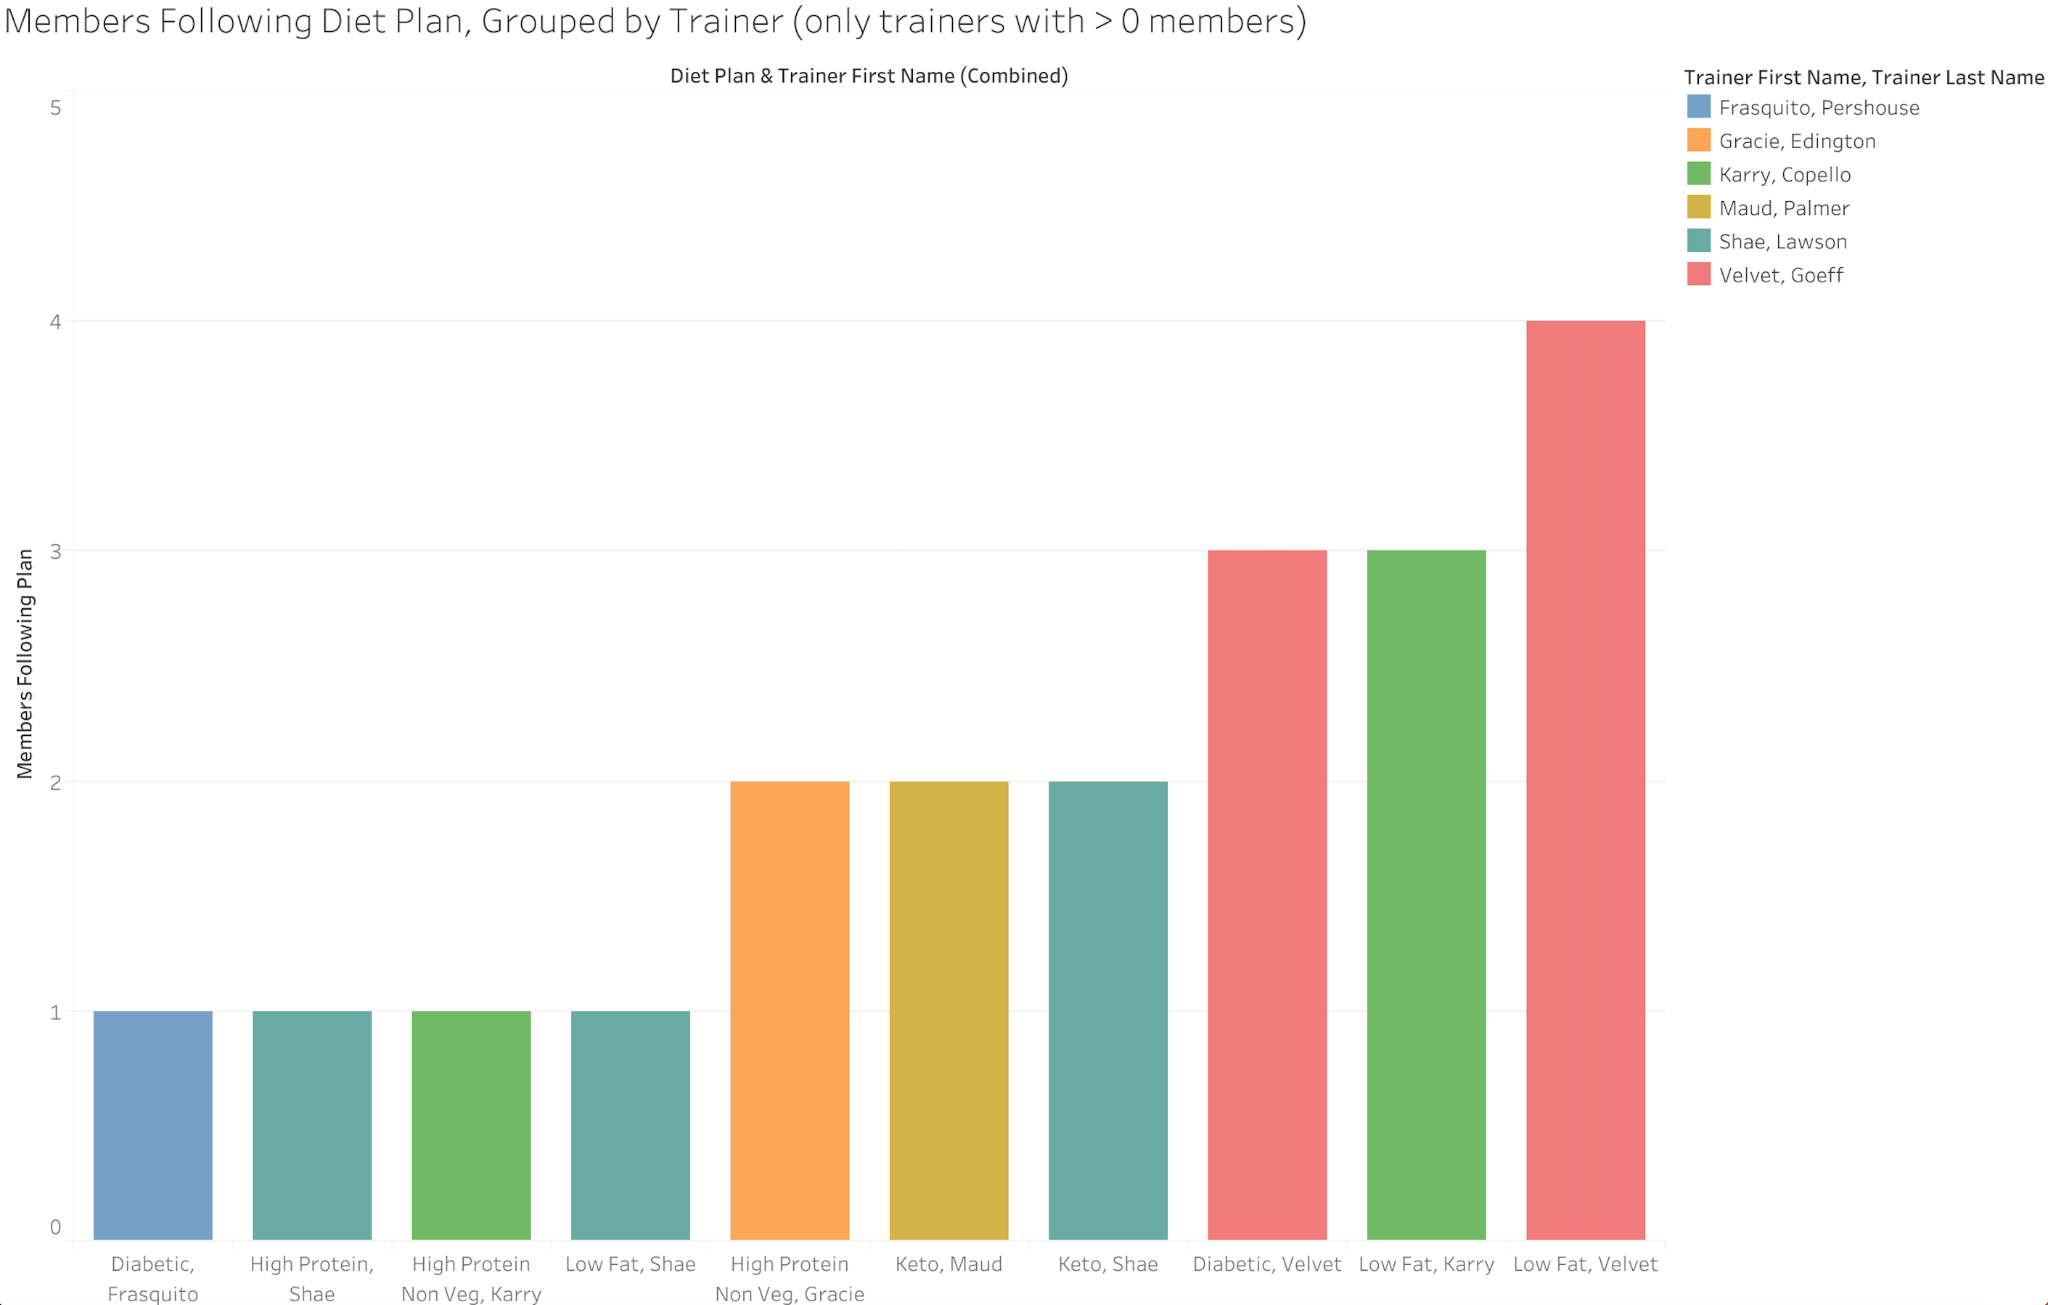 Members Following Diet Plan, Grouped by Trainer (only trainers with > 0 members)
Diet Plan & Trainer First Name (Combined)
Trainer First Name, Trainer Last Name
Frasquito, Pershouse
Gracie, Edington
Karry, Copello
Maud, Palmer
Shae, Lawson
Velvet, Goeff
Members Following Plan
5
4
3
2
1
0
Diabetic,
Frasquito
High Protein,
Shae
High Protein
Non Veg, Karry
Low Fat, Shae
High Protein
Non Veg, Gracie
Keto, Maud
Keto, Shae
Diabetic, Velvet
Low Fat, Karry
Low Fat, Velvet